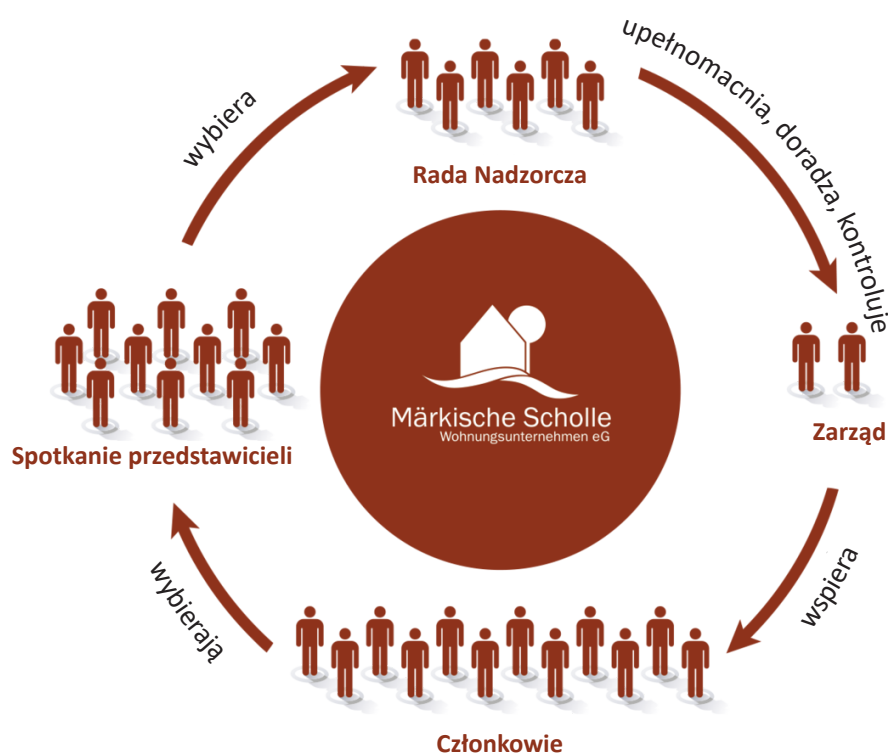 wybiera
Rada Nadzorcza
upełnomacnia, doradza, kontroluje
Märkische Scholle
Wohnungsunternehmen eG
Spotkanie przedstawicieli
Zarząd
wybierają
wspiera
Członkowie